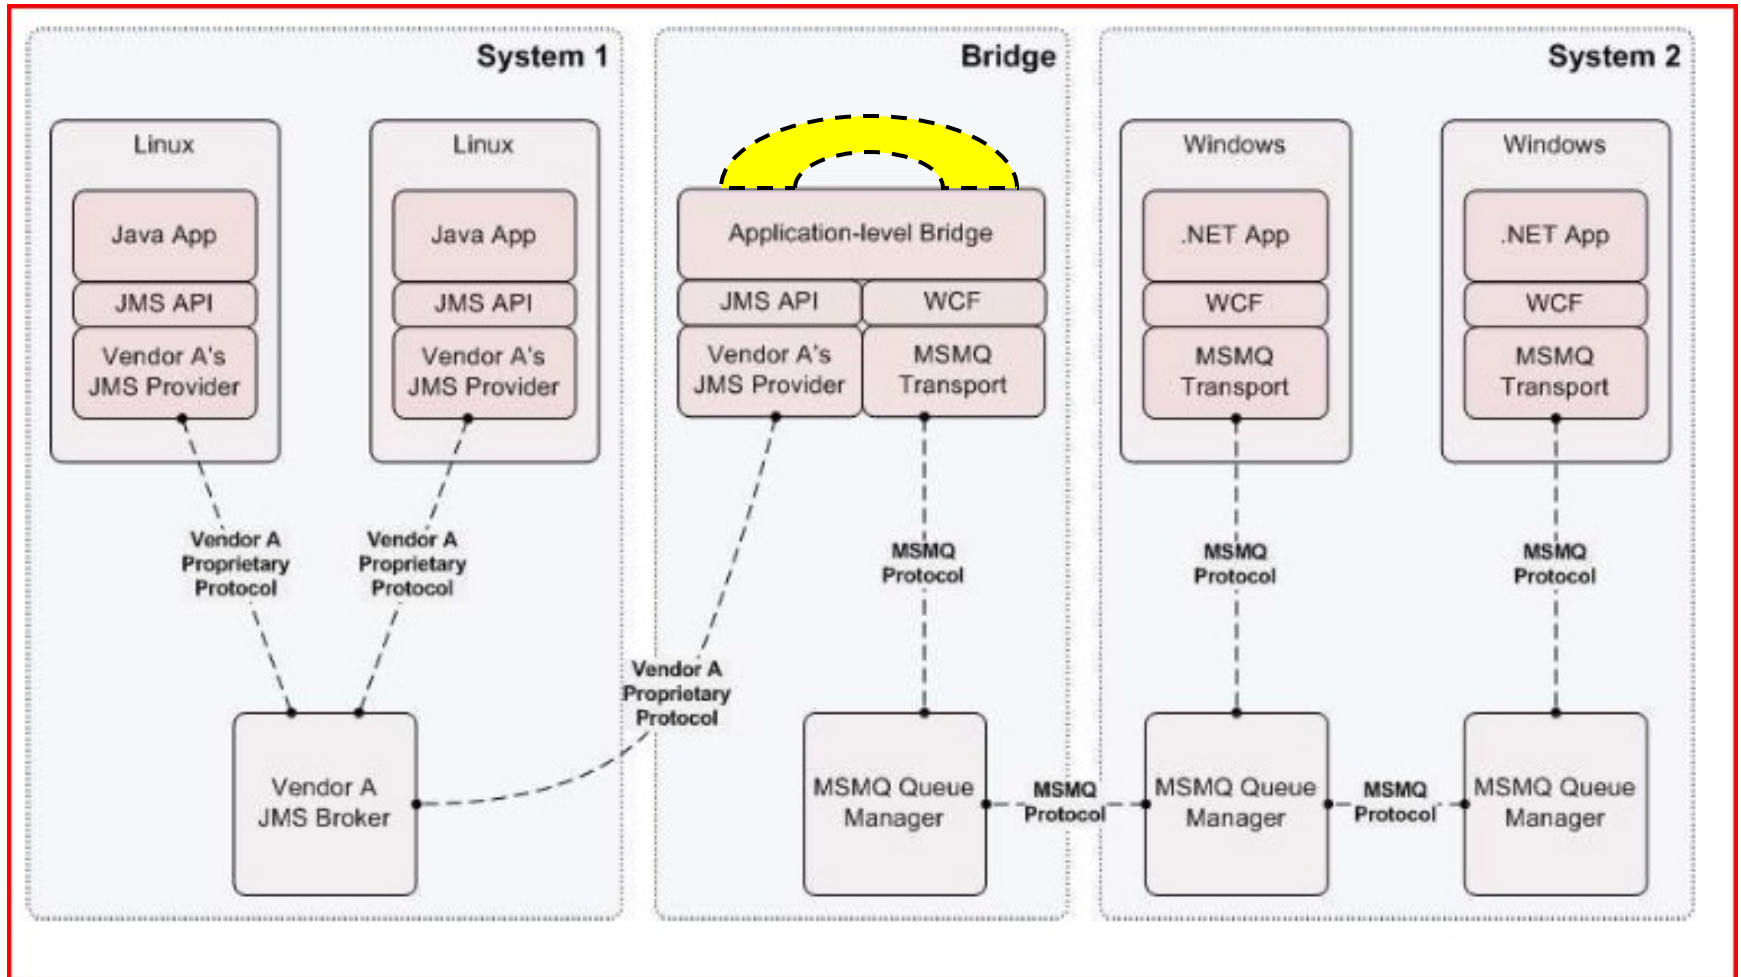 System 1
Bridge
System 2
Linux
Linux
Windows
Windows
Java App
JMS API
Vendor A's
JMS Provider
Java App
JMS API
Vendor A's
JMS Provider
Application-level Bridge
JMS API
WCF
Vendor A's
JMS Provider
MSMQ
Transport
.NET App
WCF
MSMQ
Transport
.NET App
WCF
MSMQ
Transport
Vendor A
Proprietary
Protocol
Vendor A
Proprietary
Protocol
MSMQ
Protocol
MSMQ
Protocol
MSMQ
Protocol
Vendor A
Proprietary
Protocol
Vendor A
JMS Broker
MSMQ Queue
Manager
MSMQ
Protocol
MSMQ Queue
Manager
MSMQ
Protocol
MSMQ Queue
Manager